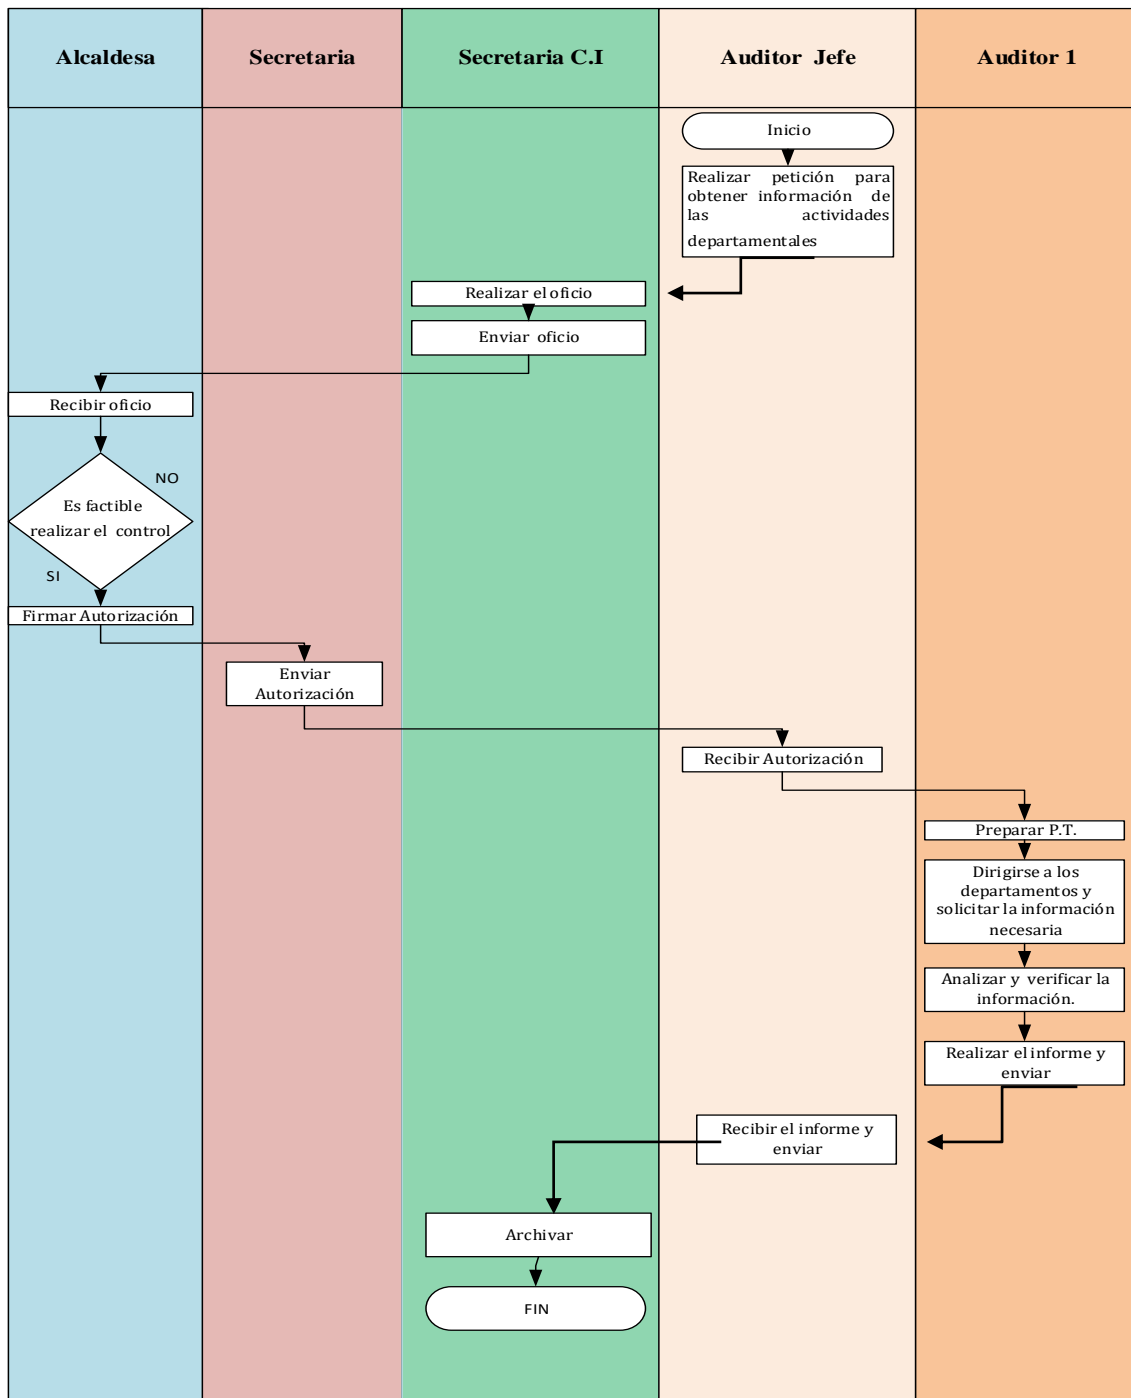 Alcaldesa
Secretaria
Secretaria C.I
Auditor Jefe
Auditor 1
Inicio
Realizar petición para
obtener información de
las actividades
departamentales
Realizar el oficio
Enviar oficio
Recibir oficio
NO
Es factible
realizar el control
SI
Firmar Autorización
Enviar
Autorización
Recibir Autorización
Preparar P.T.
Dirigirse a los
departamentos y
solicitar la información
necesaria
Analizar y verificar la
información.
Realizar el informe y
enviar
Recibir el informe y
enviar
Archivar
FIN